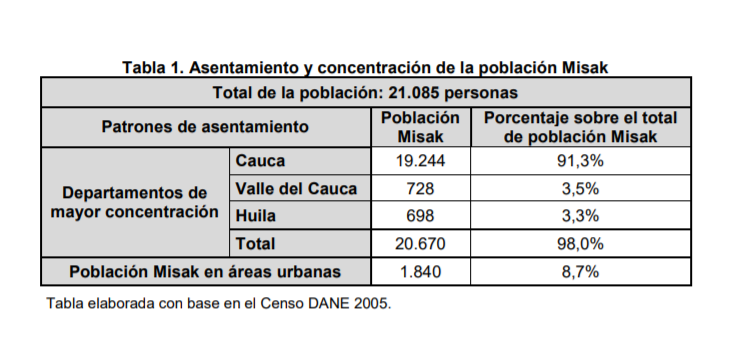 Tabla 1. Asentamiento y concentración de la población Misak
Total de la población: 21.085 personas
Patrones de asentamiento
Población
Misak
Porcentaje sobre el total
de población Misak
Departamentos de
mayor concentración
Cauca
19.244
91,3%
Valle del Cauca
728
3,5%
Huila
698
3,3%
Total
20.670
98,0%
Población Misak en áreas urbanas
1.840
8,7%
Tabla elaborada con base en el Censo DANE 2005.